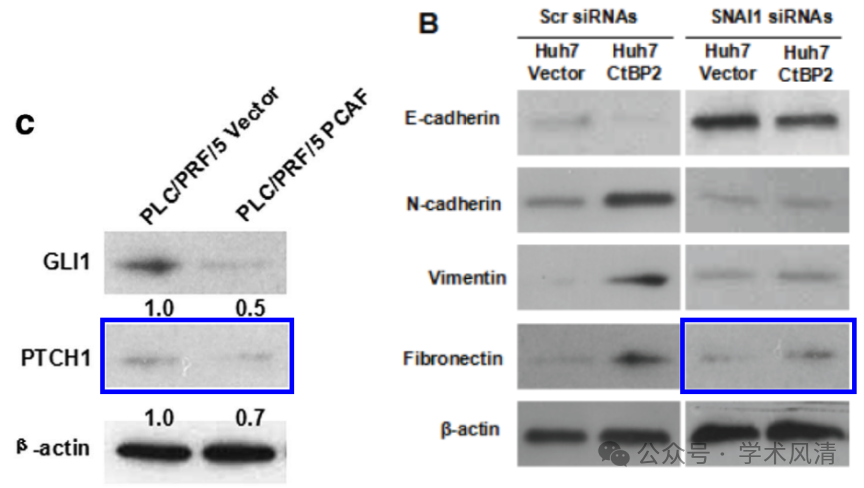 c
PLC/PRF/5 Vector
PLC/PRF/5 PCAF
GLI1
1.0 0.5
PTCH1
1.0 0.7
β-actin
B
Scr siRNAs SNAI1 siRNAs
Huh7 Vector
Huh7 CtBP2
Huh7 Vector
Huh7 CtBP2
E-cadherin
N-cadherin
Vimentin
Fibronectin
β-actin
公众号 · 学术风清